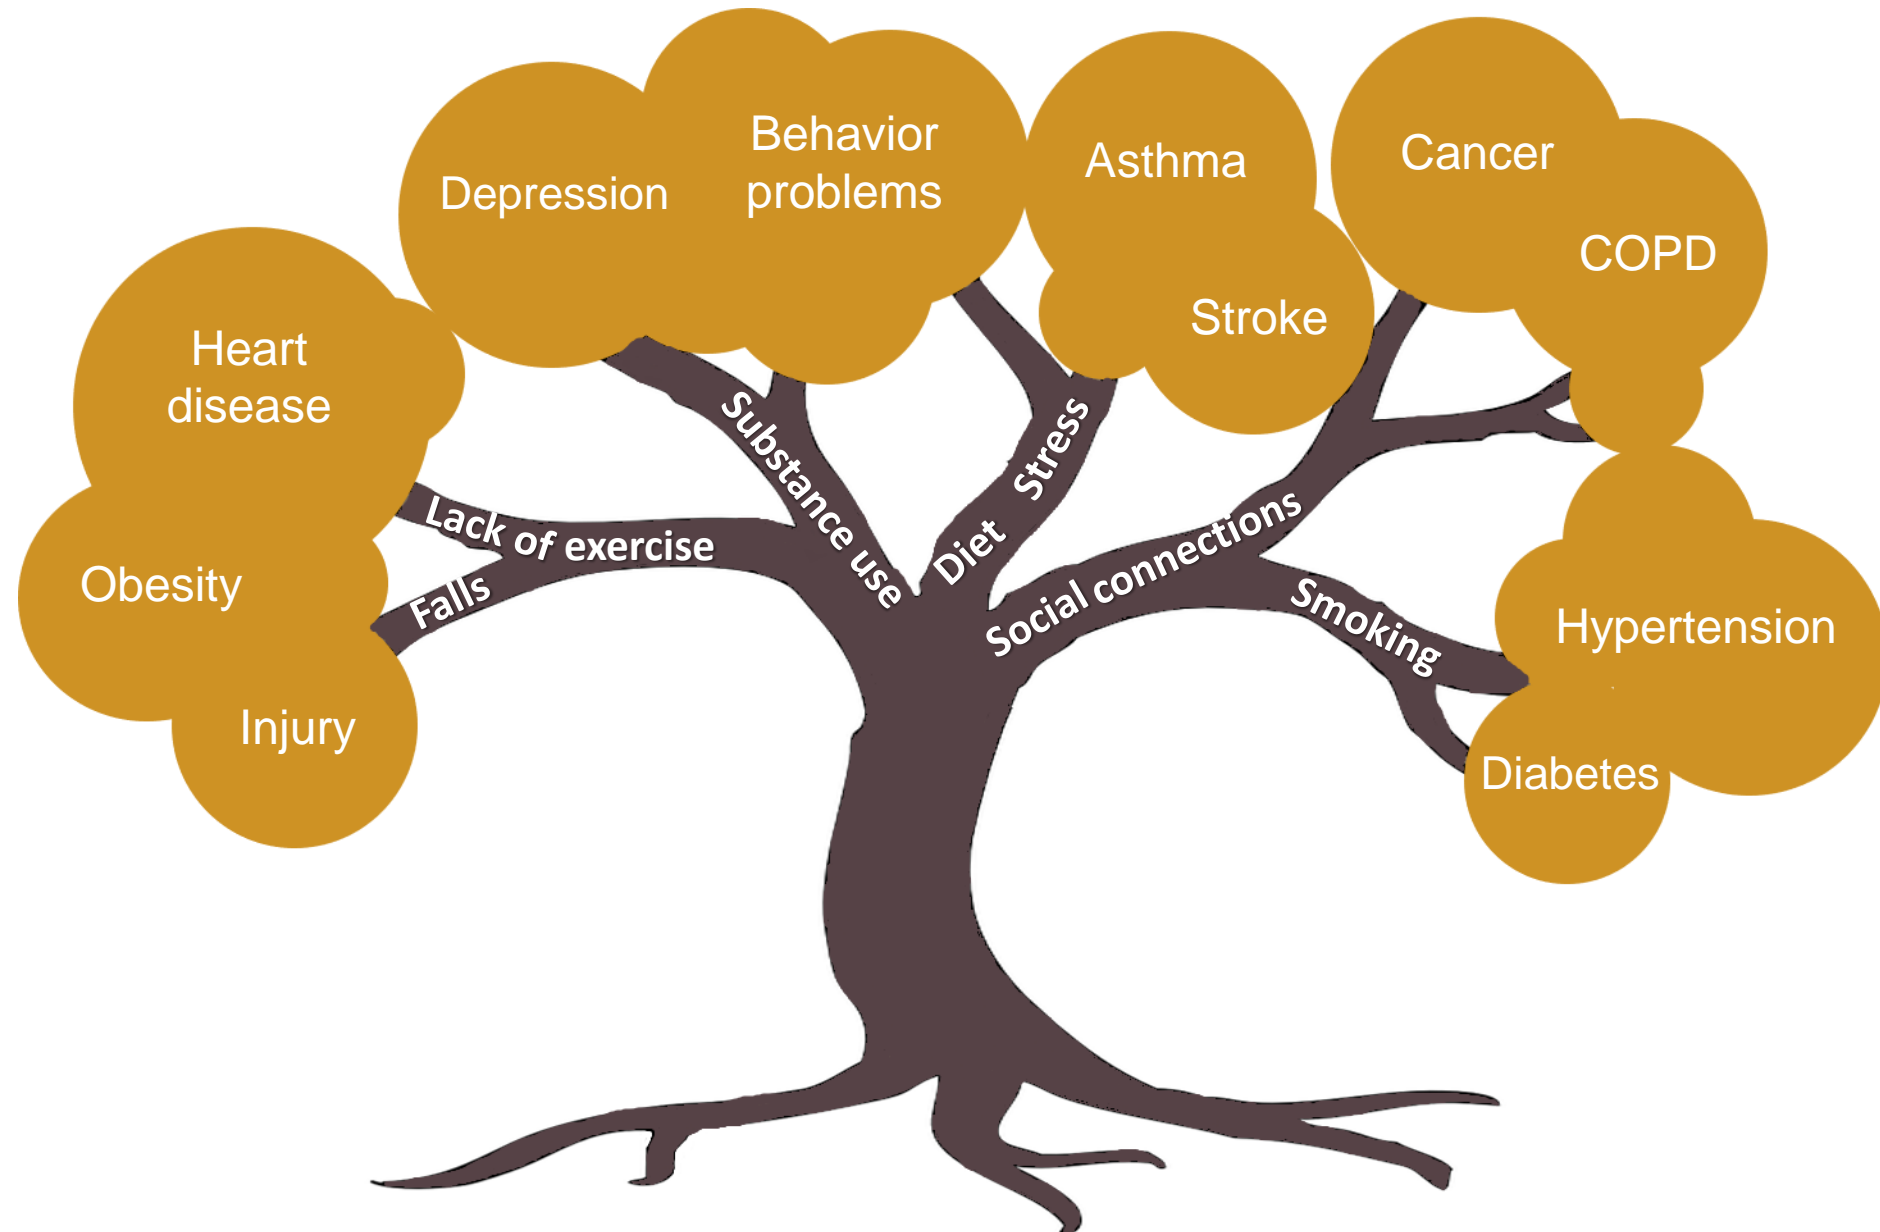 Behavior
problems
Depression
Asthma
Cancer
COPD
Stroke
Heart
disease
Obesity
Injury
Hypertension
Diabetes
Lack of exercise
Falls
Substance use
Diet
Stress
Social connections
Smoking